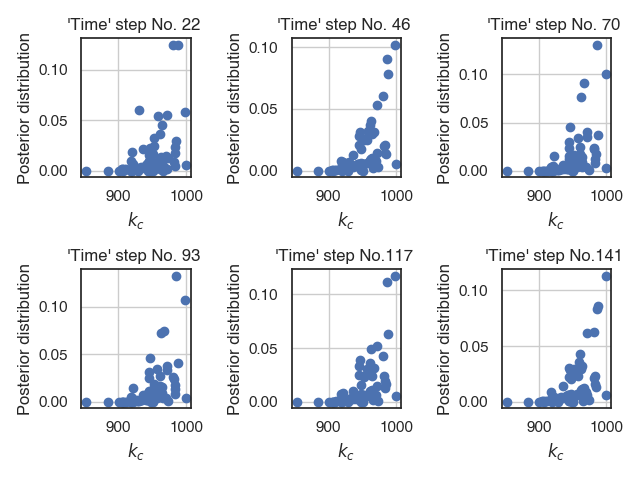 'Time' step No. 22
'Time' step No. 46
'Time' step No. 70
Posterior distribution
0.10
0.05
0.00
900
1000
k_c
Posterior distribution
0.10
0.05
0.00
900
1000
k_c
Posterior distribution
0.10
0.05
0.00
900
1000
k_c
'Time' step No. 93
'Time' step No.117
'Time' step No.141
Posterior distribution
0.10
0.05
0.00
900
1000
k_c
Posterior distribution
0.10
0.05
0.00
900
1000
k_c
Posterior distribution
0.10
0.05
0.00
900
1000
k_c